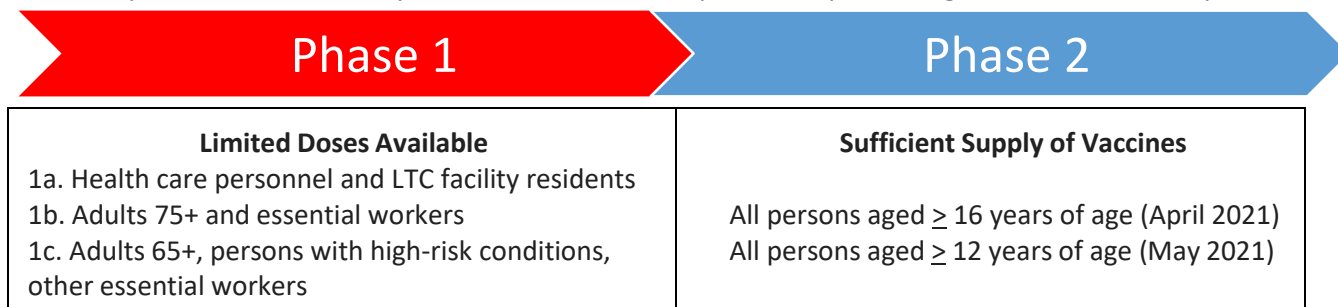 Phase 1
Phase 2
Limited Doses Available
1a. Health care personnel and LTC facility residents
1b. Adults 75+ and essential workers
1c. Adults 65+, persons with high-risk conditions,
other essential workers
Sufficient Supply of Vaccines
All persons aged ≥ 16 years of age (April 2021)
All persons aged ≥ 12 years of age (May 2021)